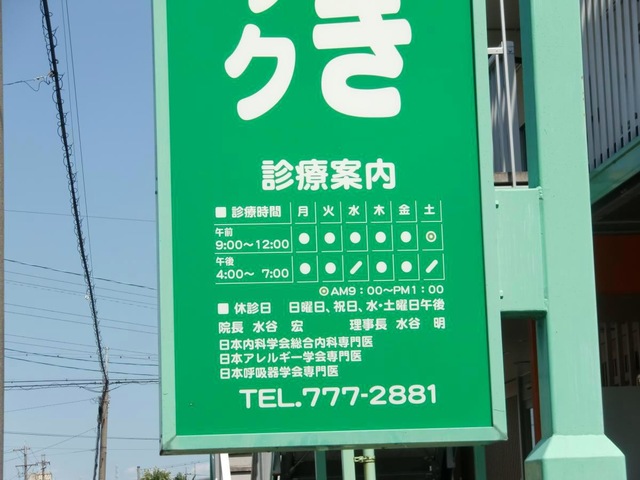 ック
き
診療案内
■ 診療時間 月 火 水 木 金 土
午前
9:00～12:00 ● ● ● ● ● ◎
午後
4:00～ 7:00 ● ● ／ ● ● ／
◎AM9：00～PM1：00
■ 休診日 日曜日、祝日、水・土曜日午後
院長 水谷 宏 理事長 水谷 明
日本内科学会総合内科専門医
日本アレルギー学会専門医
日本呼吸器学会専門医
TEL.777-2881